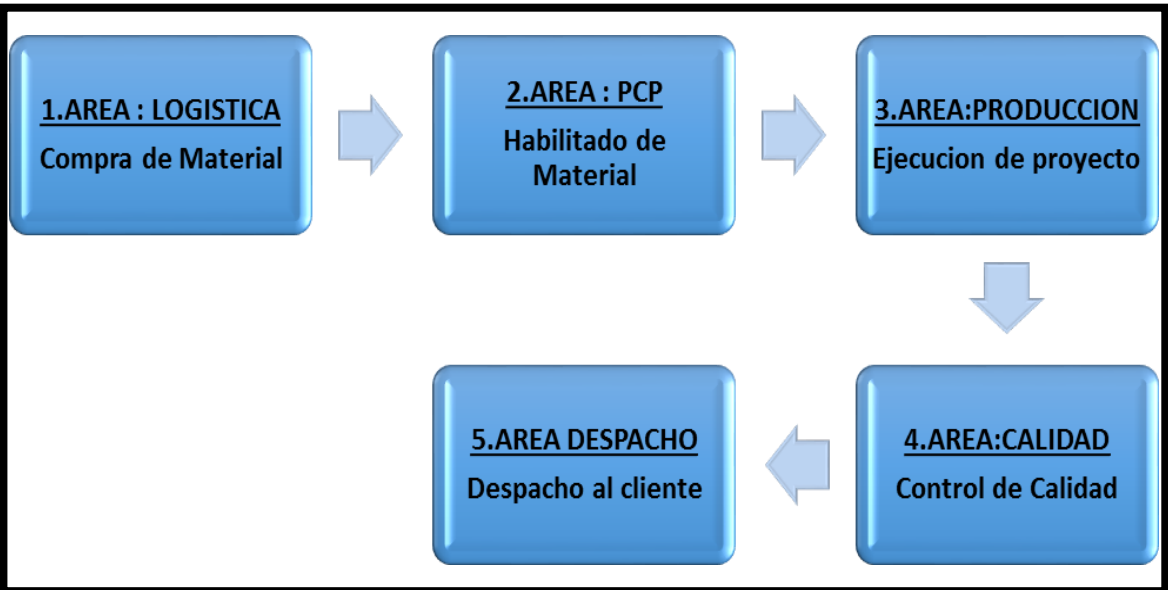 1.AREA : LOGISTICA
Compra de Material
2.AREA : PCP
Habilitado de
Material
3.AREA:PRODUCCION
Ejecucion de proyecto
4.AREA:CALIDAD
Control de Calidad
5.AREA DESPACHO
Despacho al cliente